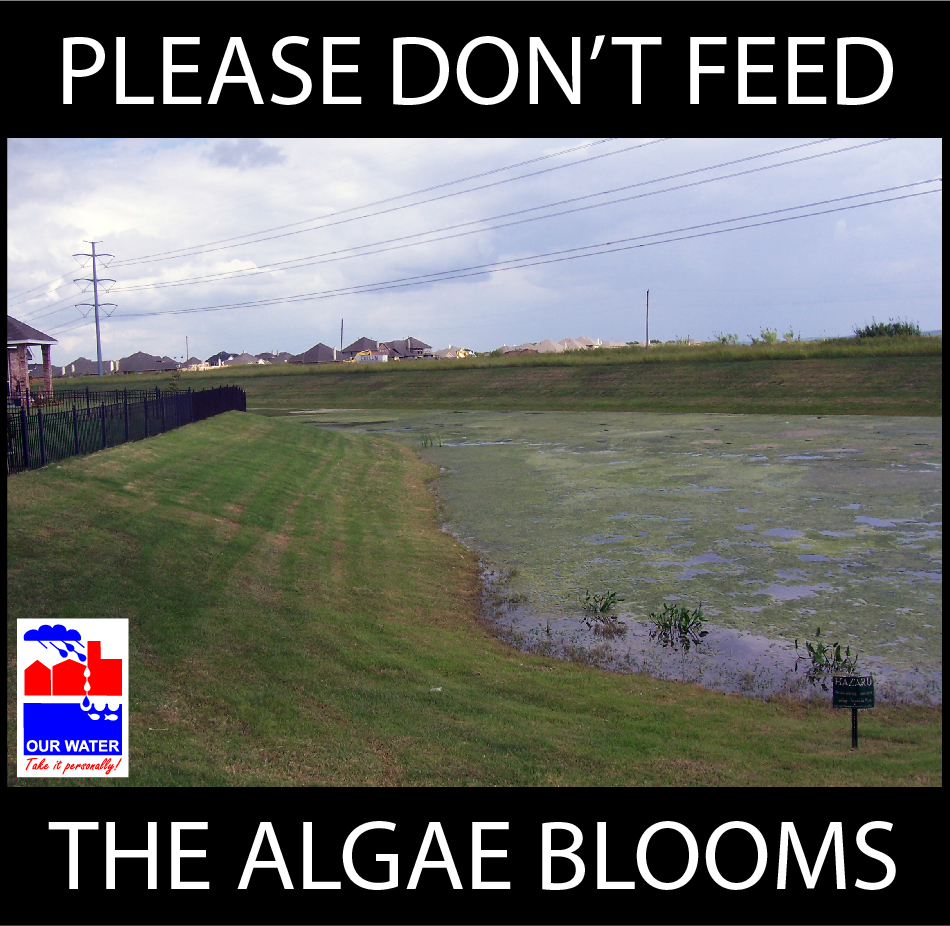 PLEASE DON’T FEED
HAZARD
OUR WATER
Take it personally!
THE ALGAE BLOOMS